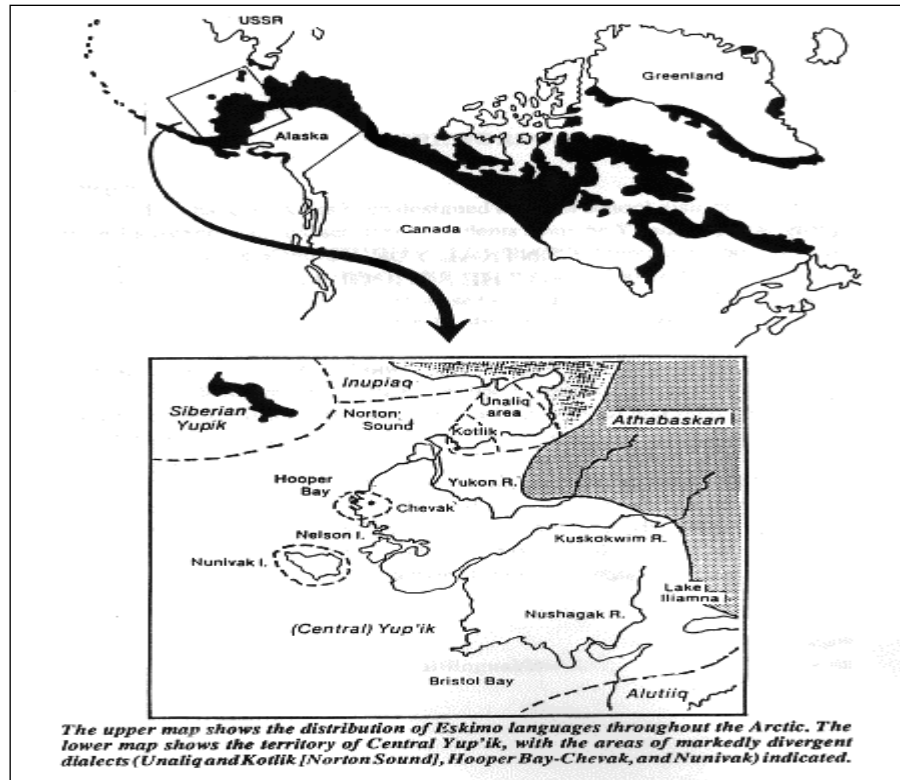 USSR
Greenland
Alaska
Canada
Inupiaq
Siberian
Yupik
Norton
Sound
Unaliq
area
Kotlik
Athabaskan
Hooper
Bay
Chevak
Yukon R.
Nelson I.
Nunivak I.
Kuskokwim R.
Lake
Iliamna
Nushagak R.
(Central) Yup'ik
Bristol Bay
Alutiiq
The upper map shows the distribution of Eskimo languages throughout the Arctic. The
lower map shows the territory of Central Yup'ik, with the areas of markedly divergent
dialects (Unaliq and Kotlik [Norton Sound], Hooper Bay-Chevak, and Nunivak) indicated.